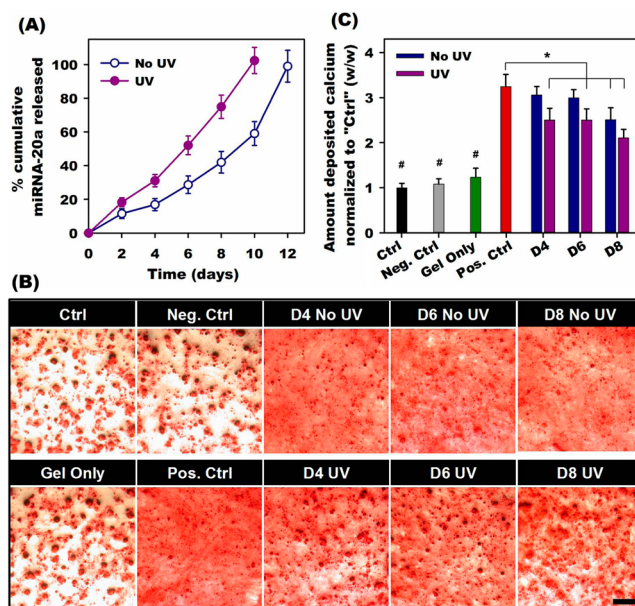 (A)
No UV
UV
% cumulative
miRNA-20a released
100
80
60
40
20
0
0 2 4 6 8 10 12
Time (days)
(C)
No UV
UV
*
Amount deposited calcium
normalized to "Ctrl" (w/w)
4
3
2
1
0
# # #
Ctrl
Neg. Ctrl
Gel Only
Pos. Ctrl
D4
D6
D8
(B)
Ctrl Neg. Ctrl D4 No UV D6 No UV D8 No UV
Gel Only Pos. Ctrl D4 UV D6 UV D8 UV